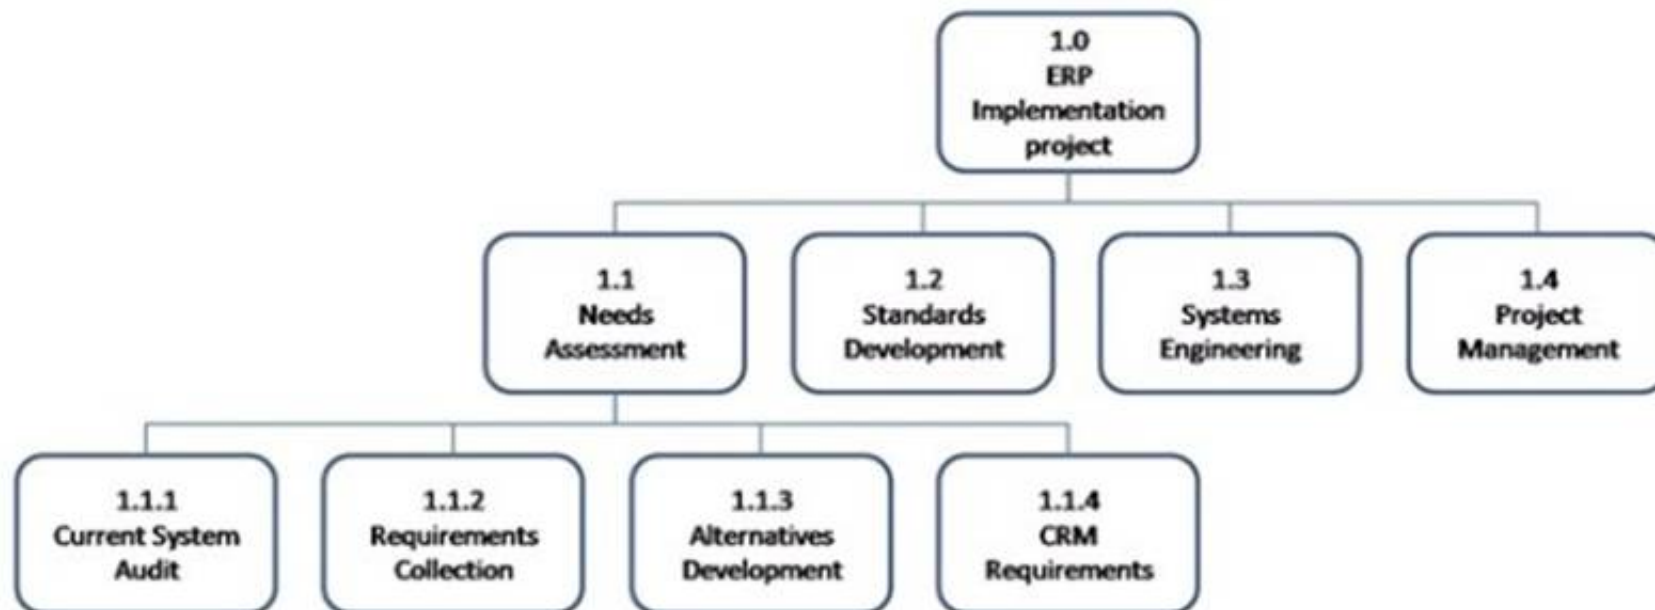 1.0
ERP
Implementation
project
1.1
Needs
Assessment
1.2
Standards
Development
1.3
Systems
Engineering
1.4
Project
Management
1.1.1
Current System
Audit
1.1.2
Requirements
Collection
1.1.3
Alternatives
Development
1.1.4
CRM
Requirements